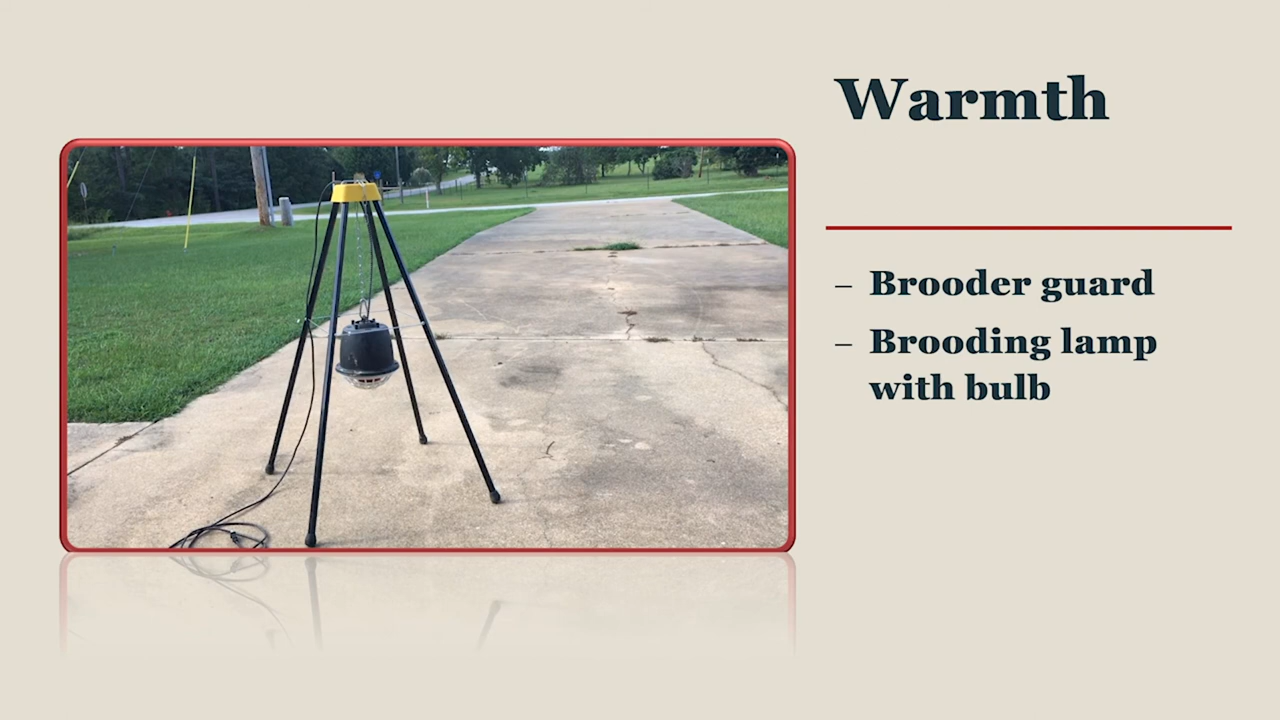 Warmth
– Brooder guard
– Brooding lamp
with bulb